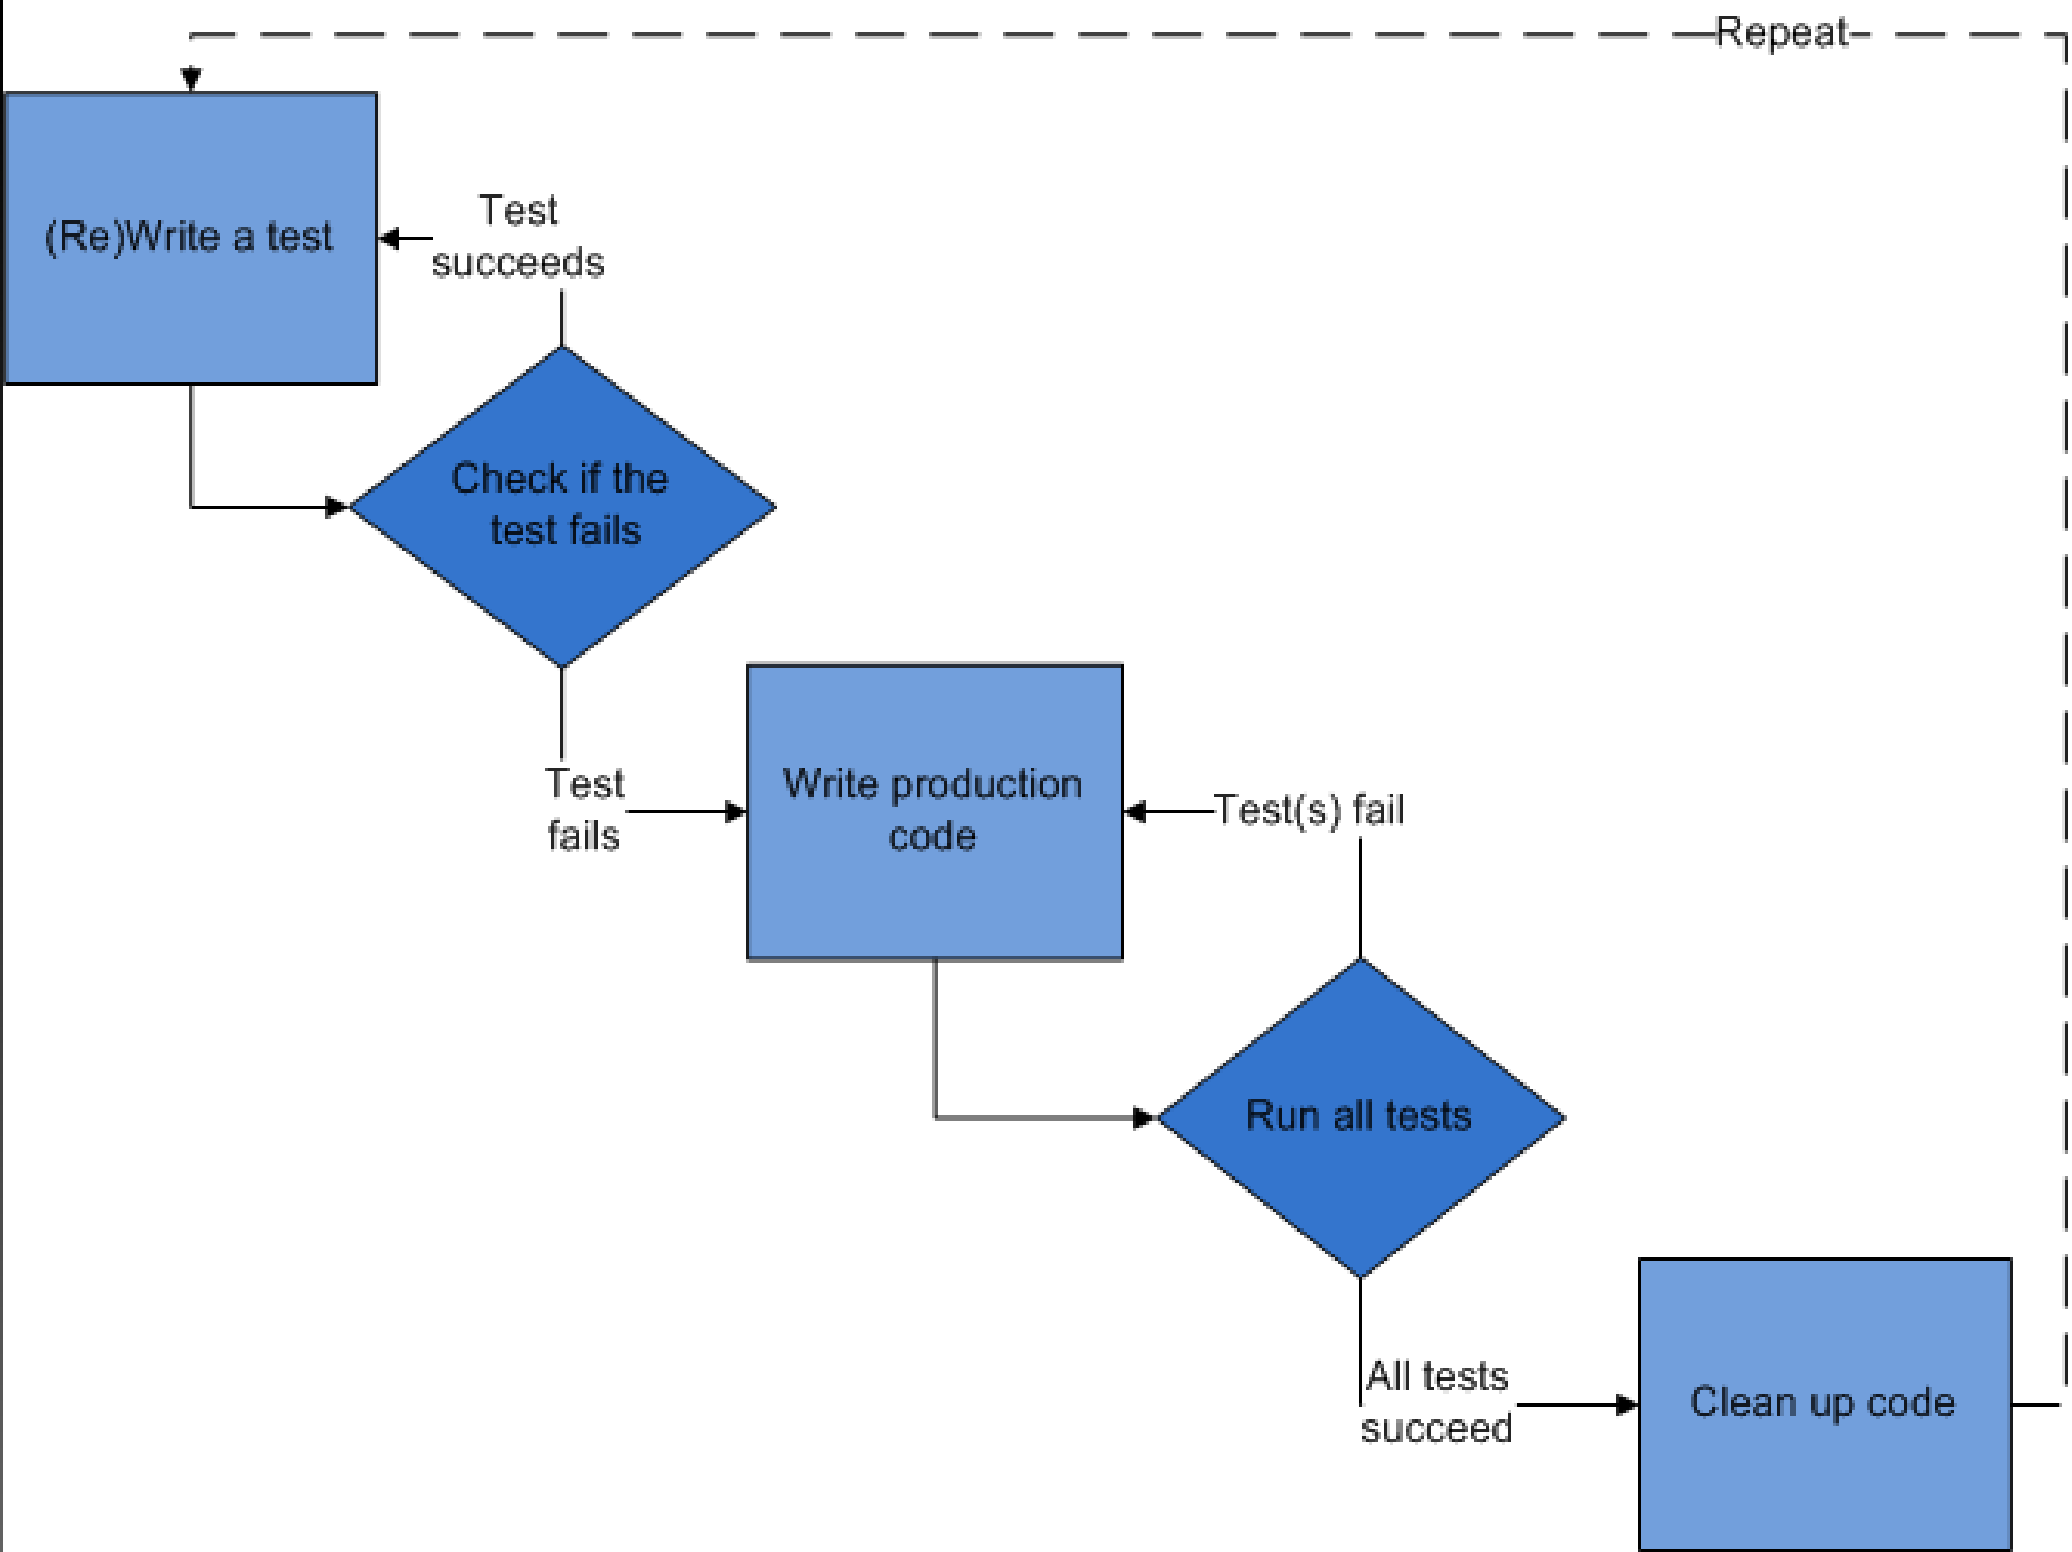 Repeat
(Re)Write a test
Test
succeeds
Check if the
test fails
Test
fails
Write production
code
Test(s) fail
Run all tests
All tests
succeed
Clean up code